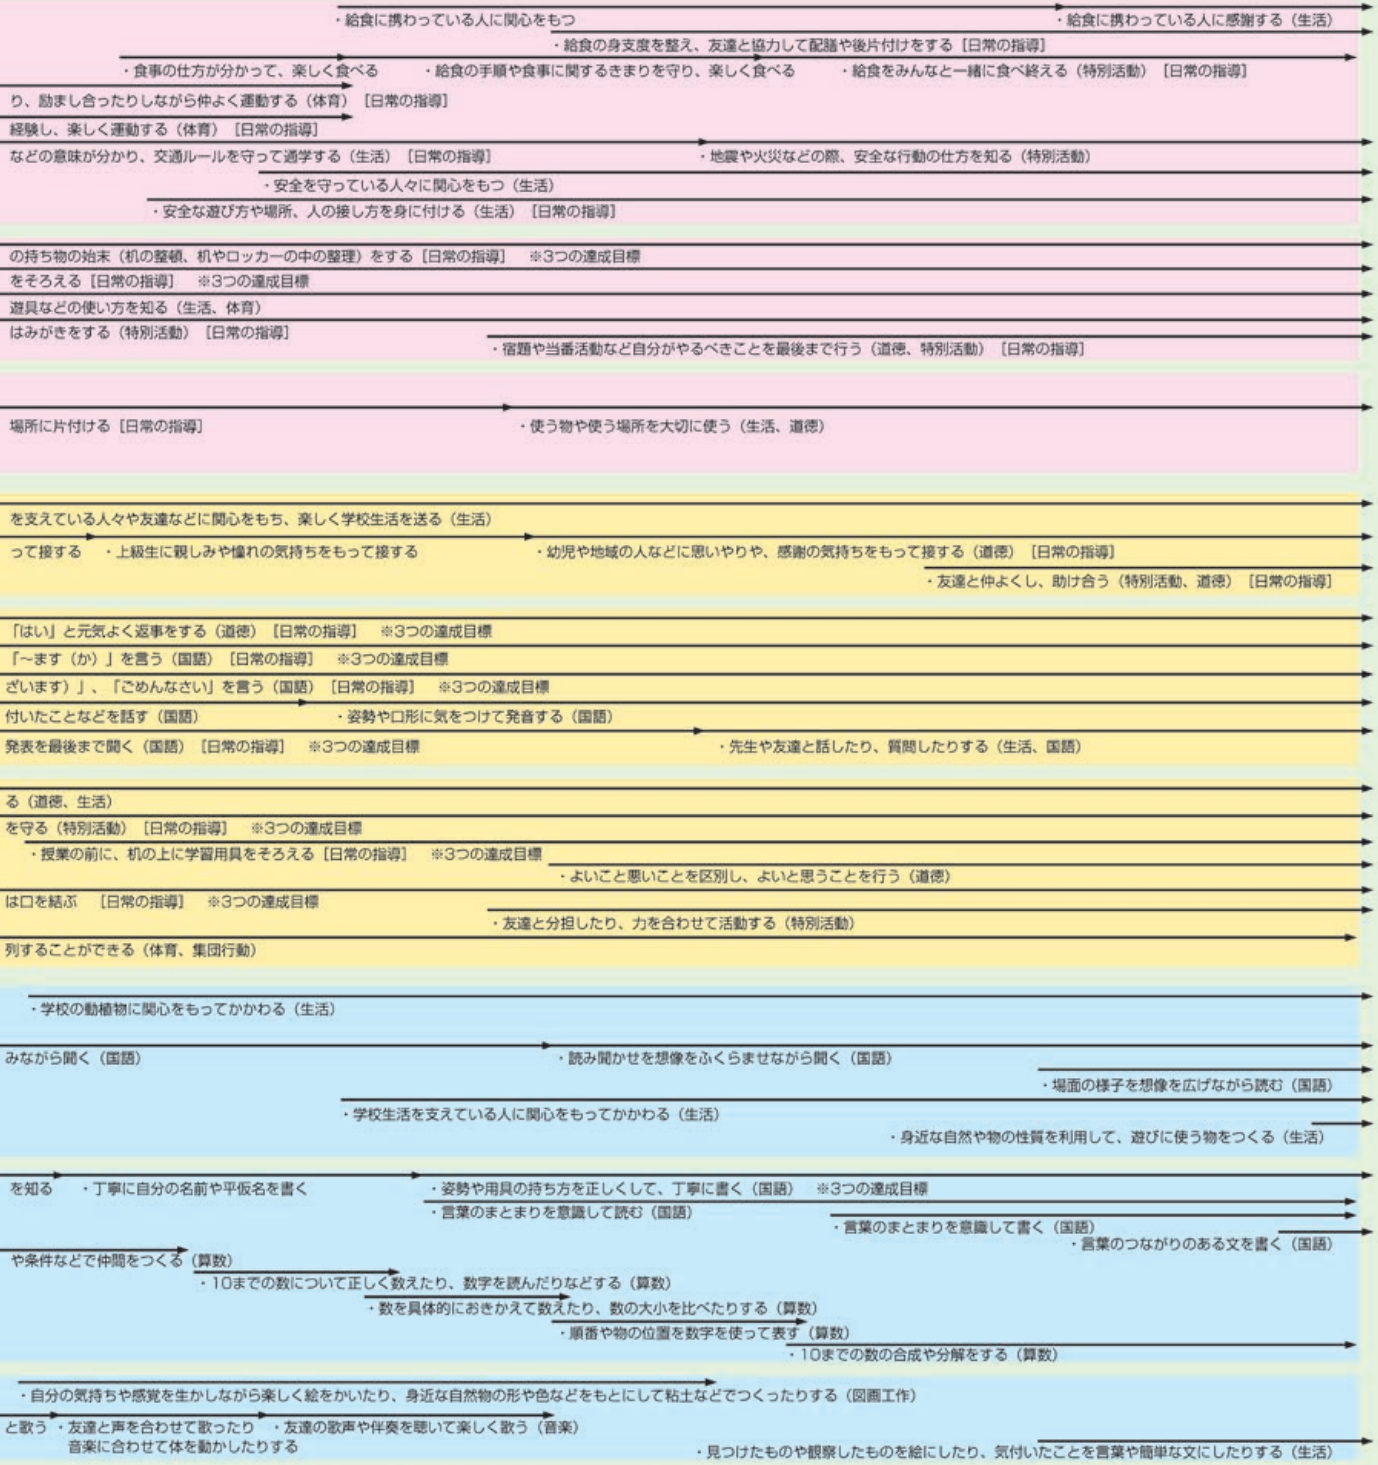 ・給食に携わっている人に関心をもつ　・給食に携わっている人に感謝する（生活）
・給食の身支度を整え、友達と協力して配膳や後片付けをする［日常の指導］
・食事の仕方が分かって、楽しく食べる　・給食の手順や食事に関するきまりを守り、楽しく食べる　・給食をみんなと一緒に食べ終える（特別活動）［日常の指導］
り、励まし合ったりしながら仲よく運動する（体育）［日常の指導］
経験し、楽しく運動する（体育）［日常の指導］
などの意味が分かり、交通ルールを守って通学する（生活）［日常の指導］　・地震や火災などの際、安全な行動の仕方を知る（特別活動）
・安全を守っている人々に関心をもつ（生活）
・安全な遊び方や場所、人の接し方を身に付ける（生活）［日常の指導］
の持ち物の始末（机の整頓、机やロッカーの中の整理）をする［日常の指導］　※3つの達成目標
をそろえる［日常の指導］　※3つの達成目標
遊具などの使い方を知る（生活、体育）
はみがきをする（特別活動）［日常の指導］
・宿題や当番活動など自分がやるべきことを最後まで行う（道徳、特別活動）［日常の指導］
場所に片付ける［日常の指導］　・使う物や使う場所を大切に使う（生活、道徳）
を支えている人々や友達などに関心をもち、楽しく学校生活を送る（生活）
って接する　・上級生に親しみや憧れの気持ちをもって接する　・幼児や地域の人などに思いやりや、感謝の気持ちをもって接する（道徳）［日常の指導］
・友達と仲よくし、助け合う（特別活動、道徳）［日常の指導］
「はい」と元気よく返事をする（道徳）［日常の指導］　※3つの達成目標
「～ます（か）」を言う（国語）［日常の指導］　※3つの達成目標
ざいます）」、「ごめんなさい」を言う（国語）［日常の指導］　※3つの達成目標
付いたことなどを話す（国語）　・姿勢や口形に気をつけて発音する（国語）
発表を最後まで聞く（国語）［日常の指導］　※3つの達成目標　・先生や友達と話したり、質問したりする（生活、国語）
る（道徳、生活）
を守る（特別活動）［日常の指導］　※3つの達成目標
・授業の前に、机の上に学習用具をそろえる［日常の指導］　※3つの達成目標
・よいこと悪いことを区別し、よいと思うことを行う（道徳）
は口を結ぶ　［日常の指導］　※3つの達成目標
・友達と分担したり、力を合わせて活動する（特別活動）
列することができる（体育、集団行動）
・学校の動植物に関心をもってかかわる（生活）
みながら聞く（国語）　・読み聞かせを想像をふくらませながら聞く（国語）
・場面の様子を想像を広げながら読む（国語）
・学校生活を支えている人に関心をもってかかわる（生活）
・身近な自然や物の性質を利用して、遊びに使う物をつくる（生活）
を知る　・丁寧に自分の名前や平仮名を書く　・姿勢や用具の持ち方を正しくして、丁寧に書く（国語）　※3つの達成目標
・言葉のまとまりを意識して読む（国語）
・言葉のまとまりを意識して書く（国語）
・言葉のつながりのある文を書く（国語）
や条件などで仲間をつくる（算数）
・10までの数について正しく数えたり、数字を読んだりなどする（算数）
・数を具体的におきかえて数えたり、数の大小を比べたりする（算数）
・順番や物の位置を数字を使って表す（算数）
・10までの数の合成や分解をする（算数）
・自分の気持ちや感覚を生かしながら楽しく絵をかいたり、身近な自然物の形や色などをもとにして粘土などでつくったりする（図画工作）
と歌う　・友達と声を合わせて歌ったり　・友達の歌声や伴奏を聴いて楽しく歌う（音楽）
音楽に合わせて体を動かしたりする
・見つけたものや観察したものを絵にしたり、気付いたことを言葉や簡単な文にしたりする（生活）